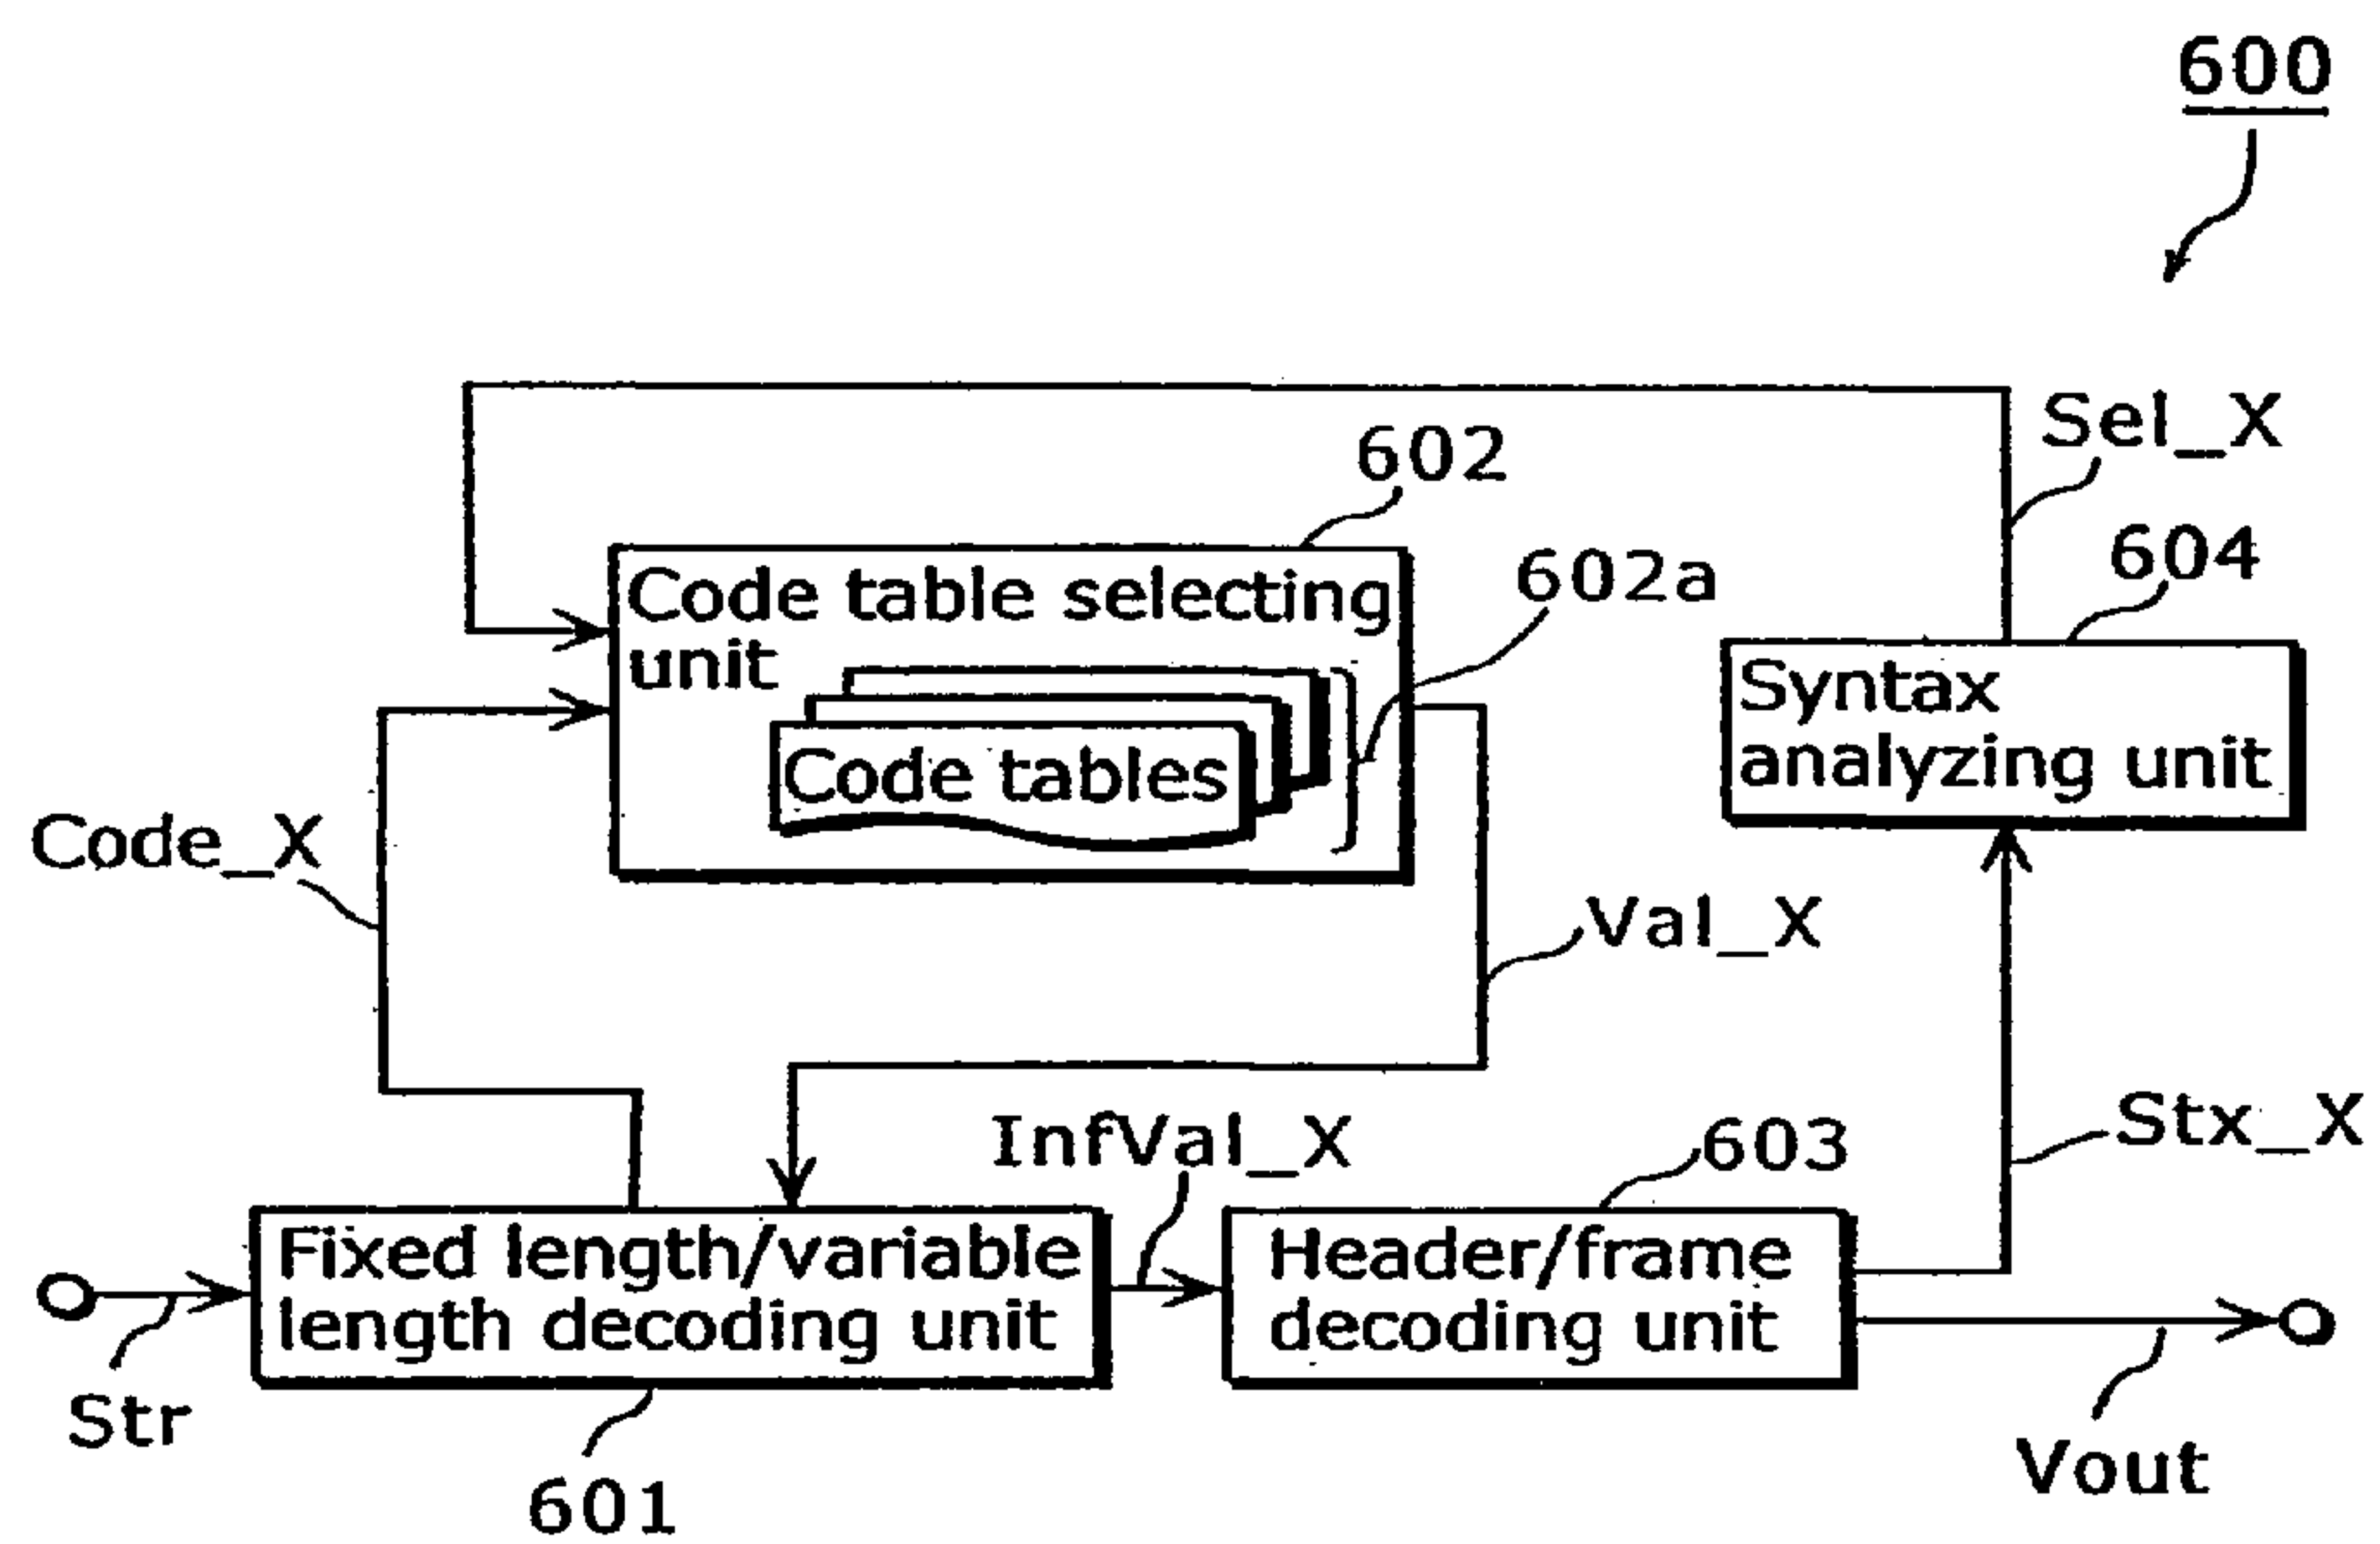 600
Sel_X
602
602a
604
Code table selecting
unit
Code tables
Syntax
analyzing unit
Code_X
Val_X
InfVal_X
603
Stx_X
Fixed length/variable
length decoding unit
Header/frame
decoding unit
Str
601
Vout